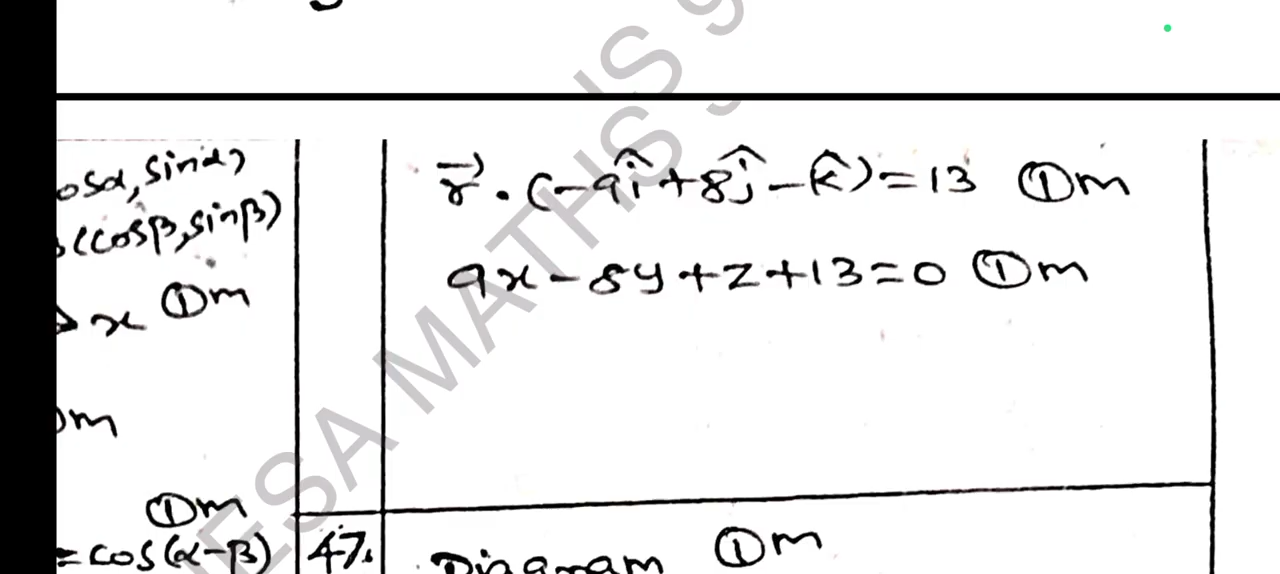 osα, sinα)
(cosβ, sinβ)
x ①m
m
①m
= cos(α-β)
r⃗ . (-9î + 8ĵ - k̂) = 13 ①m
9x - 8y + z + 13 = 0 ①m
47.
Diagram ①m
ESA MATHS 9